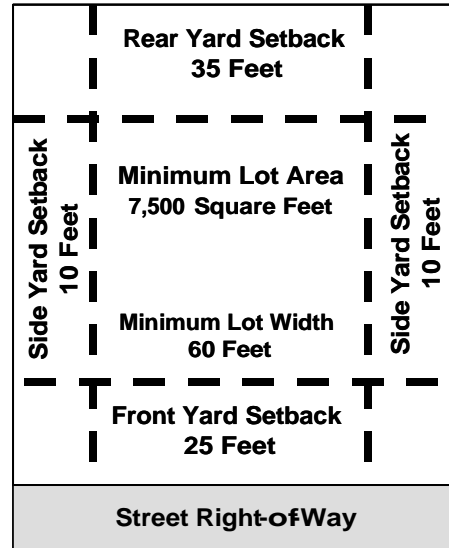 Rear Yard Setback
35 Feet
Side Yard Setback
10 Feet
Minimum Lot Area
7,500 Square Feet
Side Yard Setback
10 Feet
Minimum Lot Width
60 Feet
Front Yard Setback
25 Feet
Street Right-of-Way